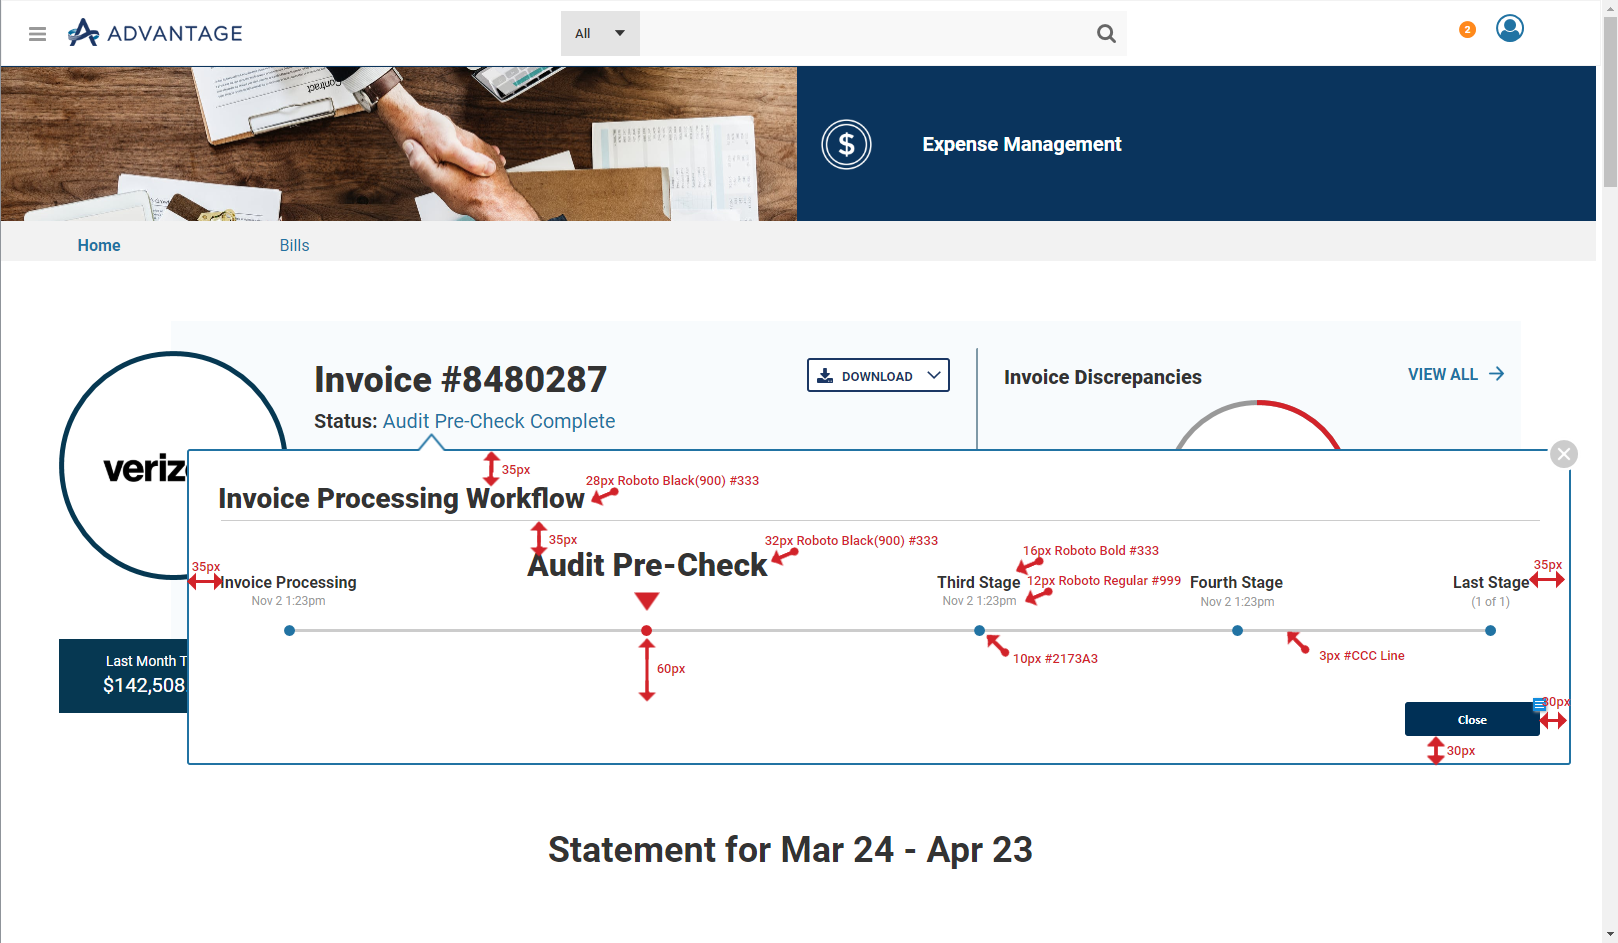 ADVANTAGE
All
2
Contract
$
Expense Management
Home
Bills
Invoice #8480287
DOWNLOAD
Invoice Discrepancies
VIEW ALL
Status: Audit Pre-Check Complete
35px
28px Roboto Black(900) #333
Invoice Processing Workflow
35px
32px Roboto Black(900) #333
Audit Pre-Check
16px Roboto Bold #333
35px
35px
Invoice Processing
Third Stage
12px Roboto Regular #999
Fourth Stage
Last Stage
Nov 2 1:23pm
Nov 2 1:23pm
Nov 2 1:23pm
(1 of 1)
10px #2173A3
3px #CCC Line
60px
Last Month T
$142,508
30px
Close
30px
Statement for Mar 24 - Apr 23